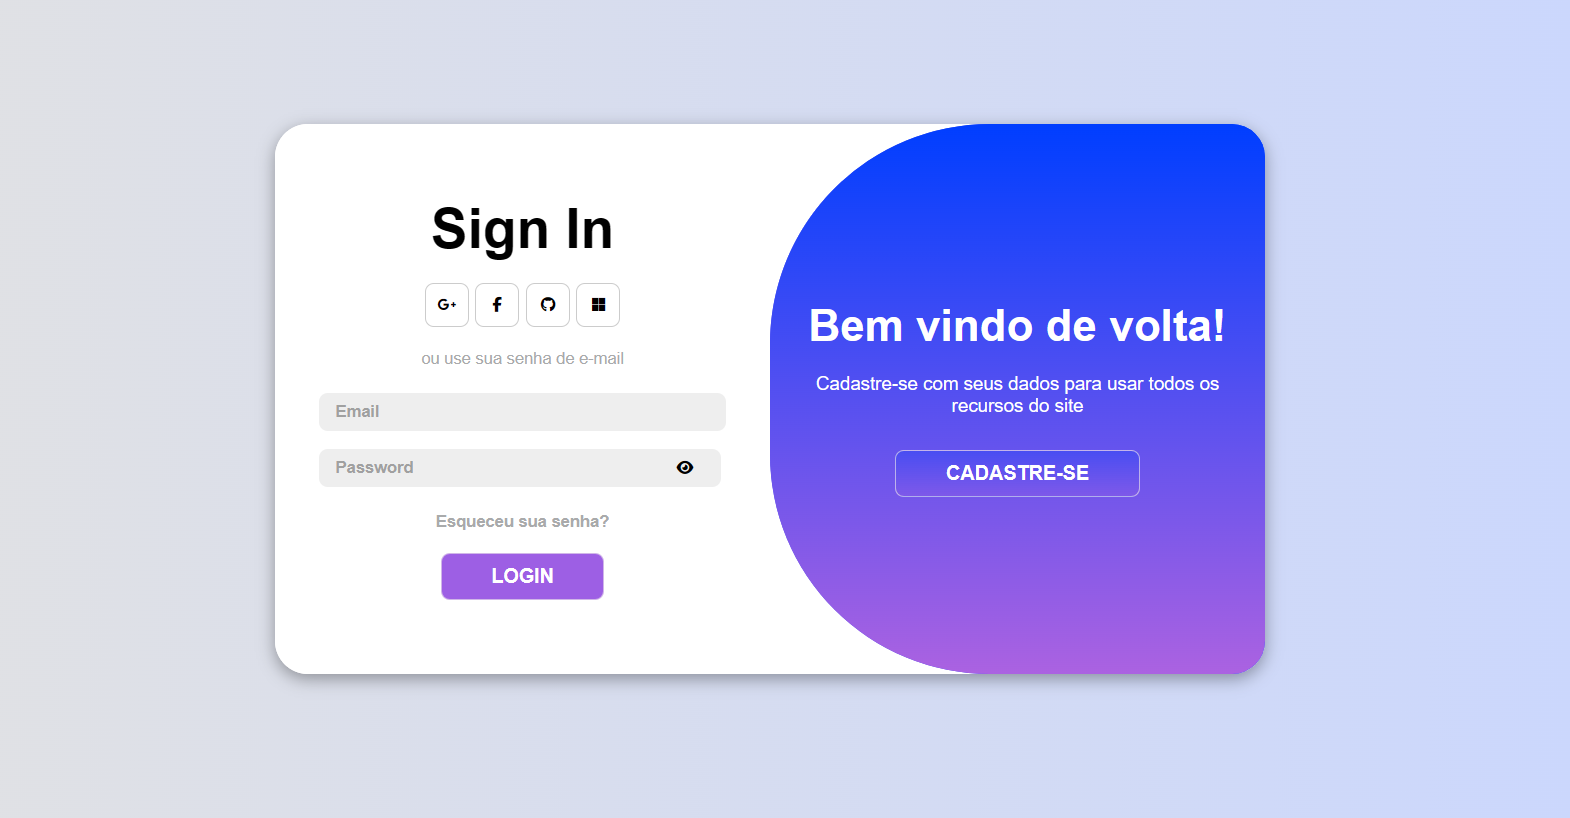 Sign In
G+
ou use sua senha de e-mail
Email
Password
Esqueceu sua senha?
LOGIN
Bem vindo de volta!
Cadastre-se com seus dados para usar todos os
recursos do site
CADASTRE-SE